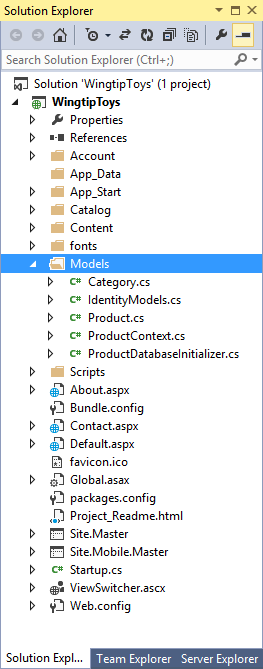 Solution Explorer
Search Solution Explorer (Ctrl+;)
Solution 'WingtipToys' (1 project)
WingtipToys
Properties
References
Account
App_Data
App_Start
Catalog
Content
fonts
Models
C# Category.cs
C# IdentityModels.cs
C# Product.cs
C# ProductContext.cs
C# ProductDatabaseInitializer.cs
Scripts
About.aspx
Bundle.config
Contact.aspx
Default.aspx
favicon.ico
Global.asax
packages.config
Project_Readme.html
Site.Master
Site.Mobile.Master
C# Startup.cs
ViewSwitcher.ascx
Web.config
Solution Expl... Team Explorer Server Explorer